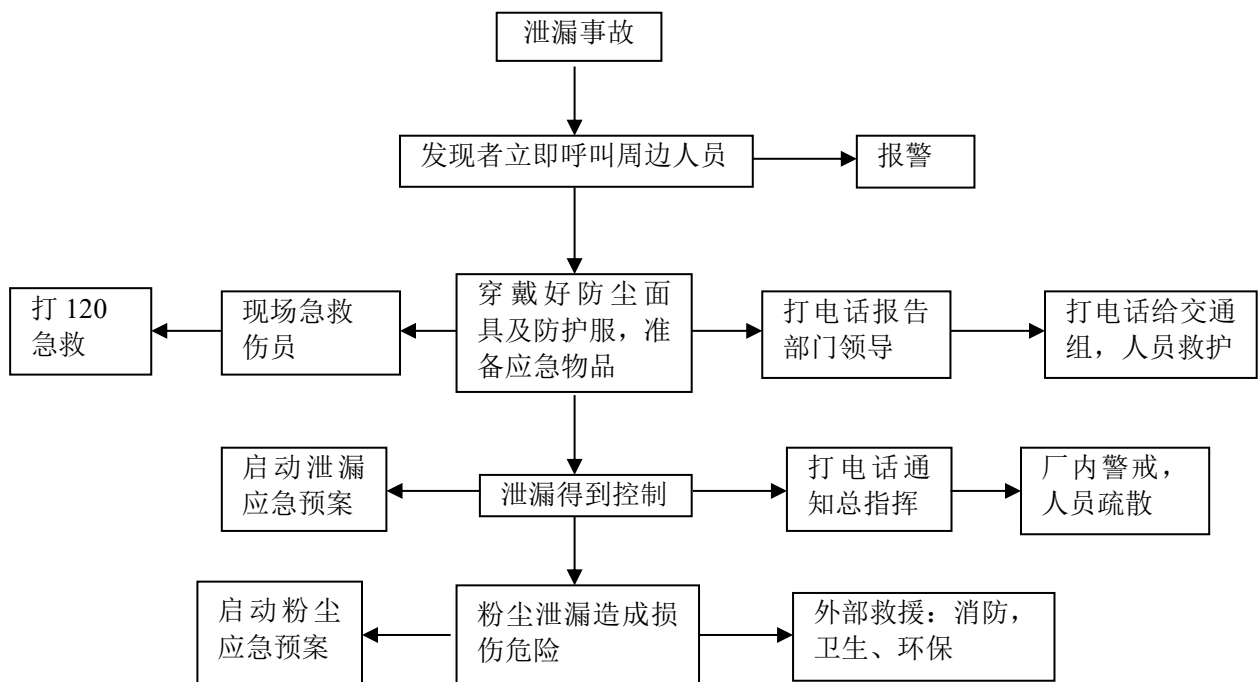 泄漏事故
发现者立即呼叫周边人员
报警
打 120
急救
现场急救
伤员
穿戴好防尘面
具及防护服，准
备应急物品
打电话报告
部门领导
打电话给交通
组，人员救护
启动泄漏
应急预案
泄漏得到控制
打电话通
知总指挥
厂内警戒，
人员疏散
启动粉尘
应急预案
粉尘泄漏造成损
伤危险
外部救援：消防，
卫生、环保